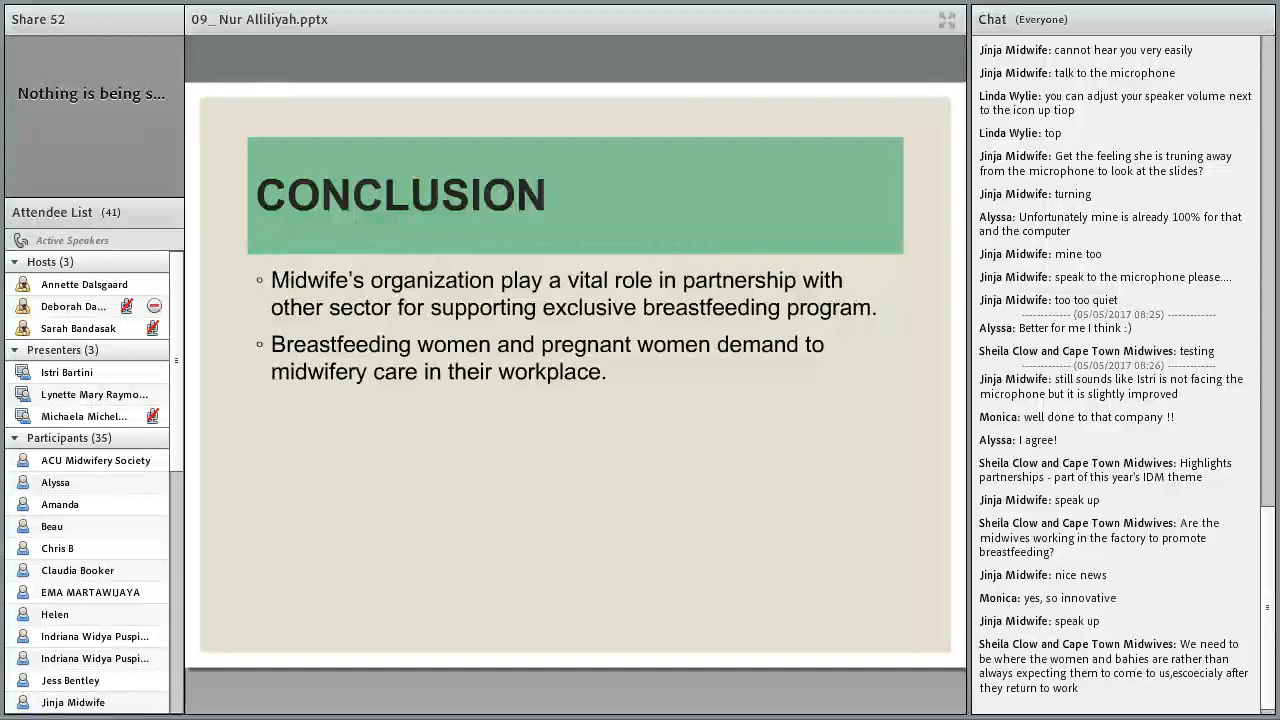 Share 52
Nothing is being s...
Attendee List (41)
Active Speakers
Hosts (3)
Annette Dalsgaard
Deborah Da...
Sarah Bandasak
Presenters (3)
Istri Bartini
Lynette Mary Raymo...
Michaela Michel...
Participants (35)
ACU Midwifery Society
Alyssa
Amanda
Beau
Chris B
Claudia Booker
EMA MARTAWIJAYA
Helen
Indriana Widya Puspi...
Indriana Widya Puspi...
Jess Bentley
Jinja Midwife
09_ Nur Alliliyah.pptx
CONCLUSION
◦ Midwife's organization play a vital role in partnership with
other sector for supporting exclusive breastfeeding program.
◦ Breastfeeding women and pregnant women demand to
midwifery care in their workplace.
Chat (Everyone)
Jinja Midwife: cannot hear you very easily
Jinja Midwife: talk to the microphone
Linda Wylie: you can adjust your speaker volume next
to the icon up tiop
Linda Wylie: top
Jinja Midwife: Get the feeling she is truning away
from the microphone to look at the slides?
Jinja Midwife: turning
Alyssa: Unfortunately mine is already 100% for that
and the computer
Jinja Midwife: mine too
Jinja Midwife: speak to the microphone please....
Jinja Midwife: too too quiet
------------- (05/05/2017 08:25) -------------
Alyssa: Better for me I think :)
Sheila Clow and Cape Town Midwives: testing
------------- (05/05/2017 08:26) -------------
Jinja Midwife: still sounds like Istri is not facing the
microphone but it is slightly improved
Monica: well done to that company !!
Alyssa: I agree!
Sheila Clow and Cape Town Midwives: Highlights
partnerships - part of this year's IDM theme
Jinja Midwife: speak up
Sheila Clow and Cape Town Midwives: Are the
midwives working in the factory to promote
breastfeeding?
Jinja Midwife: nice news
Monica: yes, so innovative
Jinja Midwife: speak up
Sheila Clow and Cape Town Midwives: We need to
be where the women and bahies are rather than
always expecting them to come to us,escoecialy after
they return to work